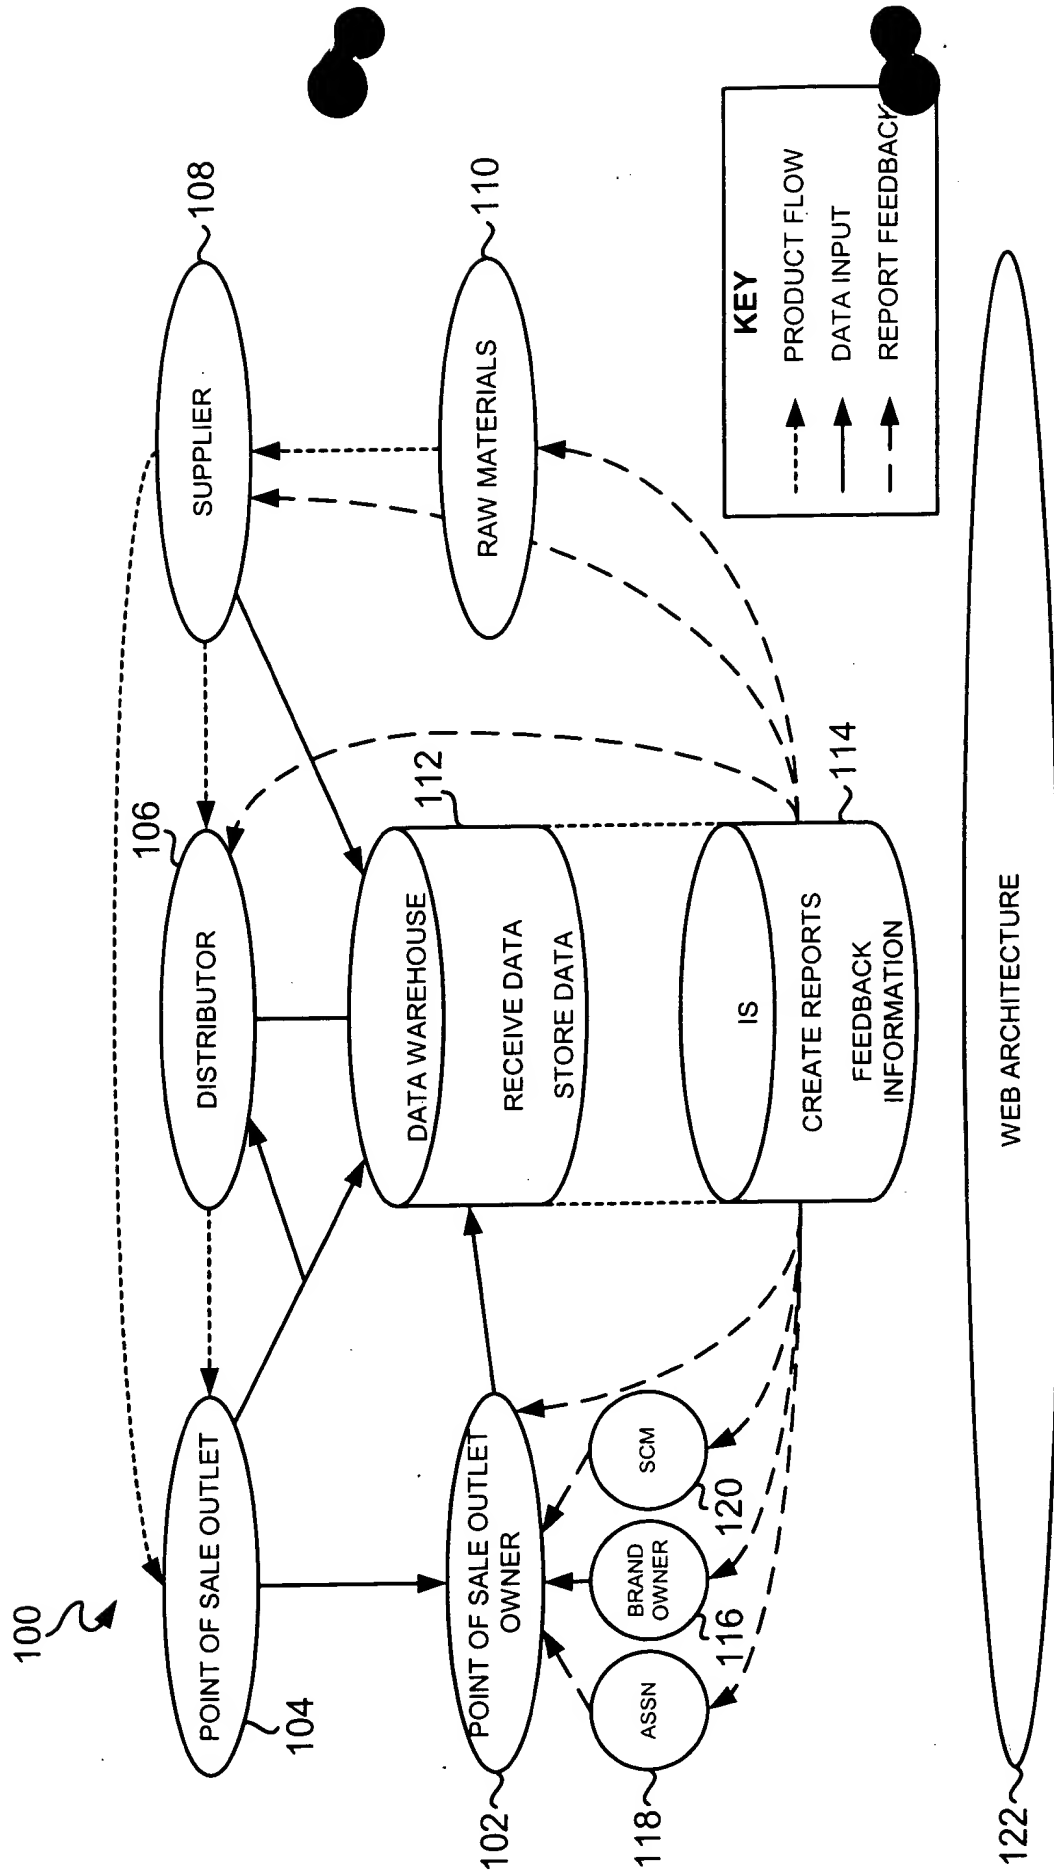 100
108
106
SUPPLIER
DISTRIBUTOR
POINT OF SALE OUTLET
104
110
112
RAW MATERIALS
DATA WAREHOUSE
RECEIVE DATA
STORE DATA
POINT OF SALE OUTLET
OWNER
102
SCM
120
BRAND
OWNER
116
ASSN
118
IS
CREATE REPORTS
FEEDBACK
INFORMATION
114
KEY
PRODUCT FLOW
DATA INPUT
REPORT FEEDBACK
WEB ARCHITECTURE
122